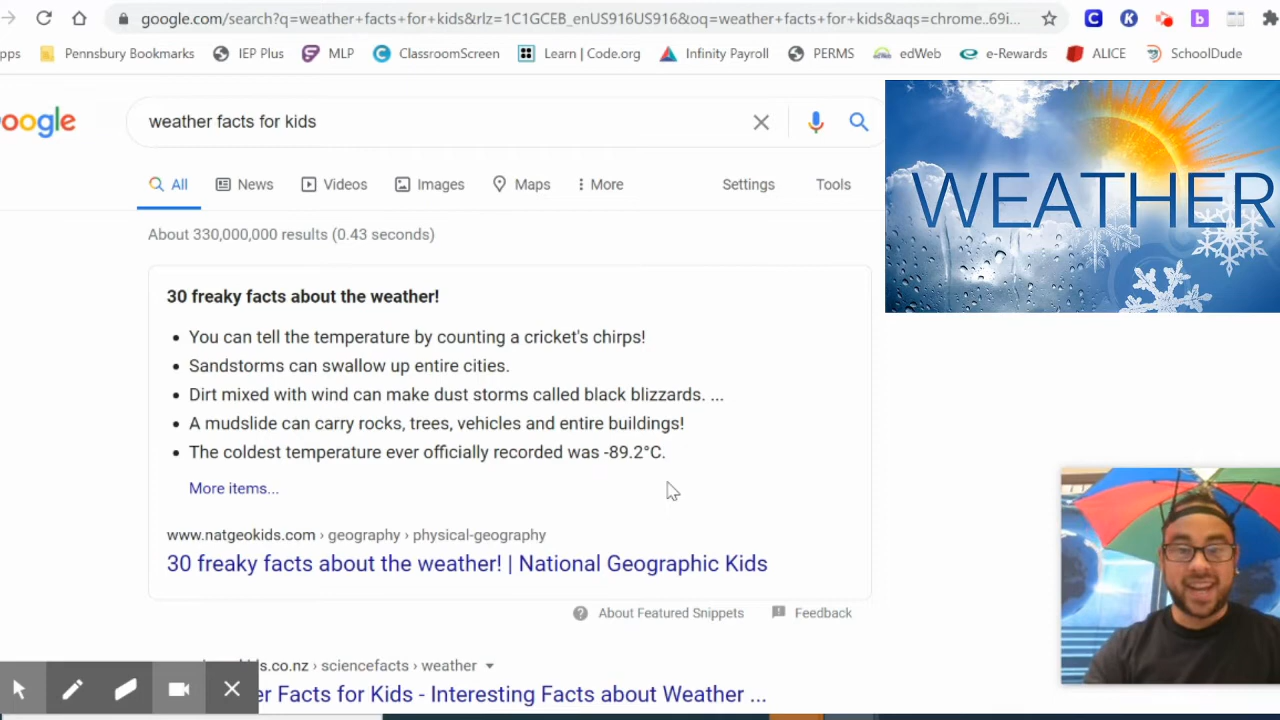 google.com/search?q=weather+facts+for+kids&rlz=1C1GCEB_enUS916US916&oq=weather+facts+for+kids&aqs=chrome..69i...
pps Pennsbury Bookmarks IEP Plus MLP ClassroomScreen Learn | Code.org Infinity Payroll PERMS edWeb e-Rewards ALICE SchoolDude
oogle weather facts for kids
All News Videos Images Maps More Settings Tools
WEATHER
About 330,000,000 results (0.43 seconds)
30 freaky facts about the weather!
• You can tell the temperature by counting a cricket's chirps!
• Sandstorms can swallow up entire cities.
• Dirt mixed with wind can make dust storms called black blizzards. ...
• A mudslide can carry rocks, trees, vehicles and entire buildings!
• The coldest temperature ever officially recorded was -89.2°C.
More items...
www.natgeokids.com › geography › physical-geography
30 freaky facts about the weather! | National Geographic Kids
About Featured Snippets Feedback
s.co.nz › sciencefacts › weather
er Facts for Kids - Interesting Facts about Weather ...